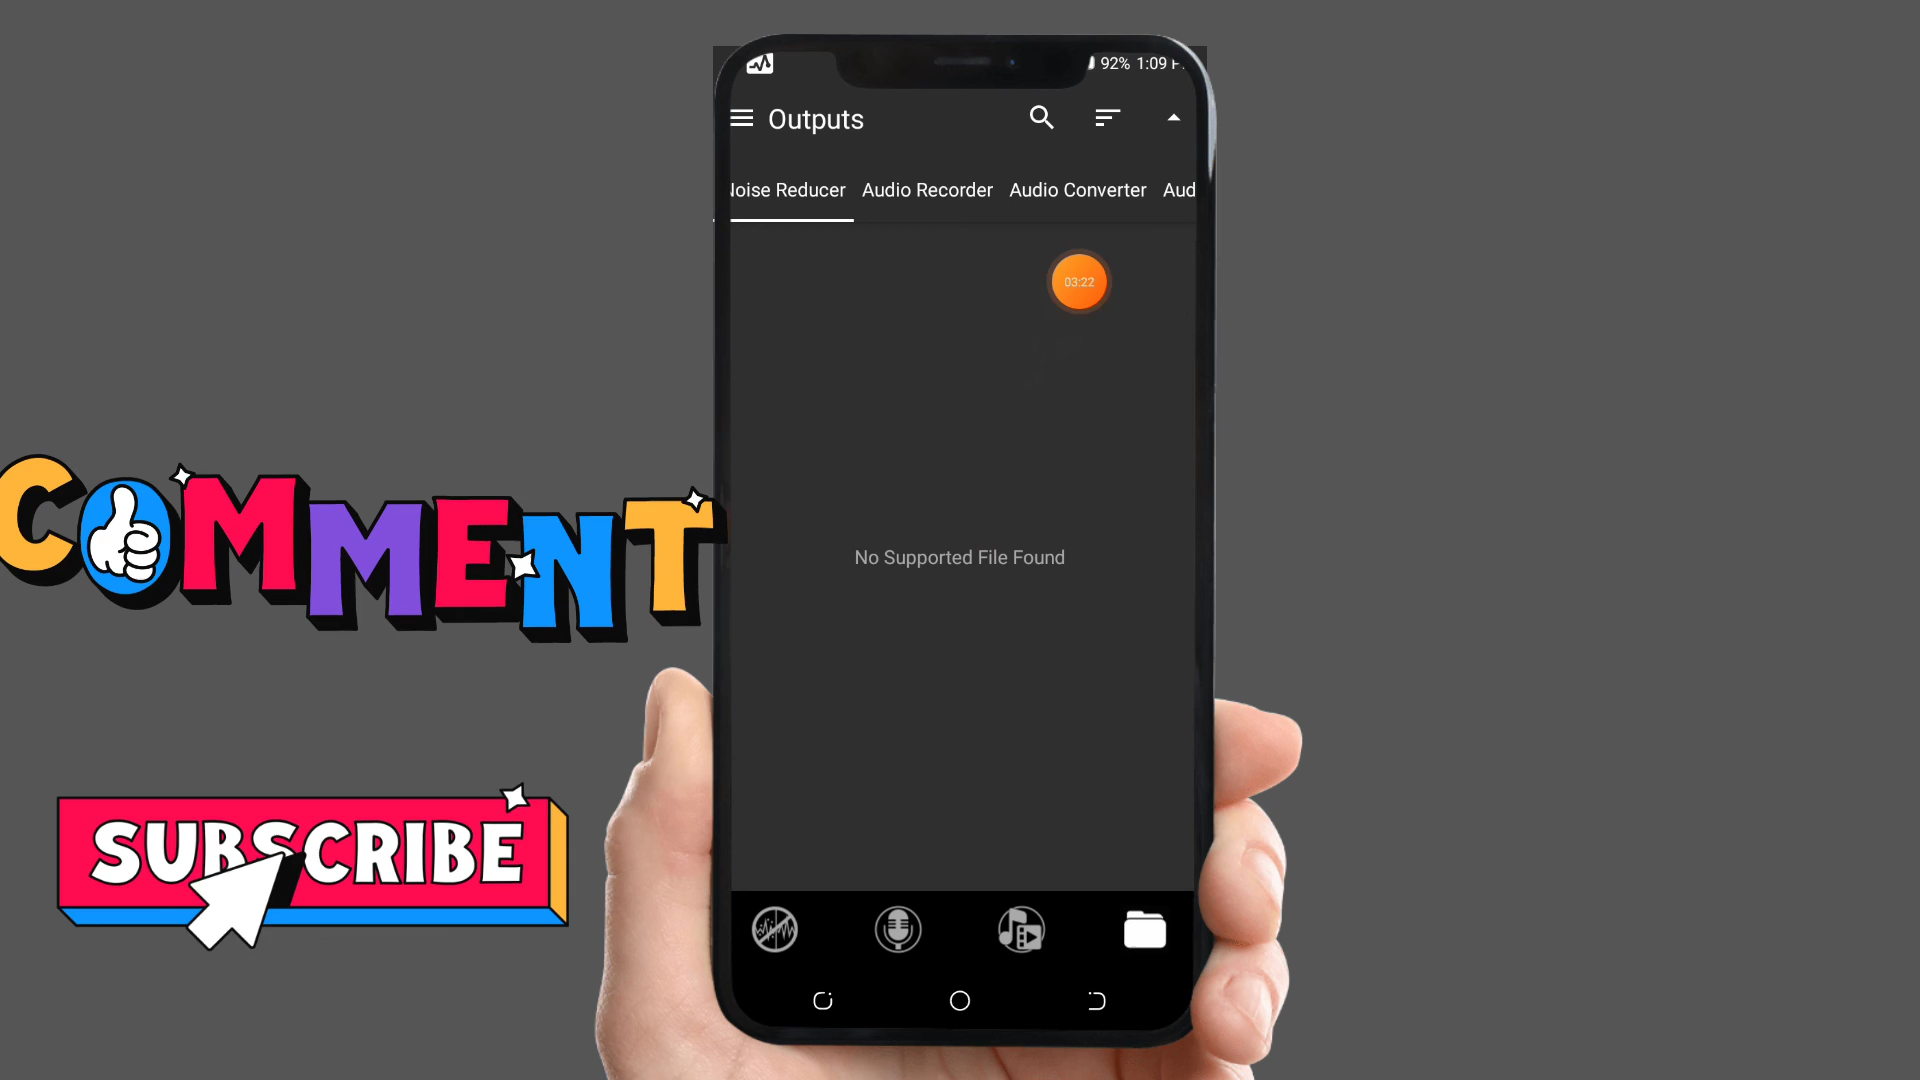 92% 1:09
Outputs
Noise Reducer Audio Recorder Audio Converter Aud
03:22
No Supported File Found
COMMENT
SUBSCRIBE